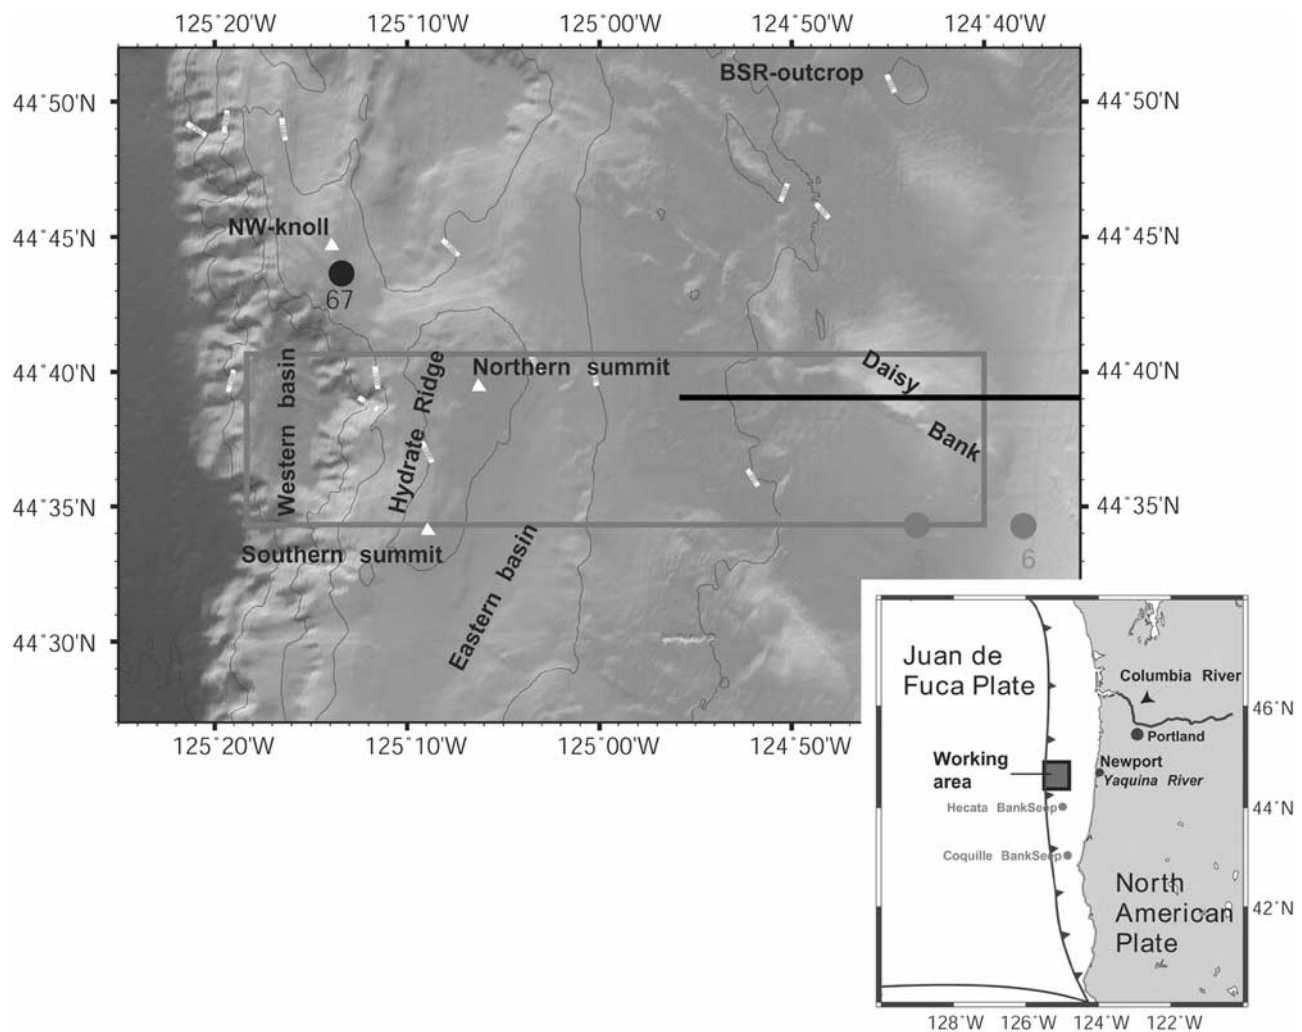 125°20'W 125°10'W 125°00'W 124°50'W 124°40'W
BSR-outcrop
44°50'N 44°50'N
NW-knoll
44°45'N 44°45'N
67
Northern summit
Daisy
44°40'N 44°40'N
Western basin
Hydrate Ridge
Bank
44°35'N 44°35'N
Southern summit
5 6
Eastern basin
44°30'N
125°20'W 125°10'W 125°00'W 124°50'W
Juan de
Fuca Plate
Columbia River
46°N
Portland
Working
area
Newport
Yaquina River
Hecata BankSeep
44°N
Coquille BankSeep
North
American
Plate
42°N
128°W 126°W 124°W 122°W